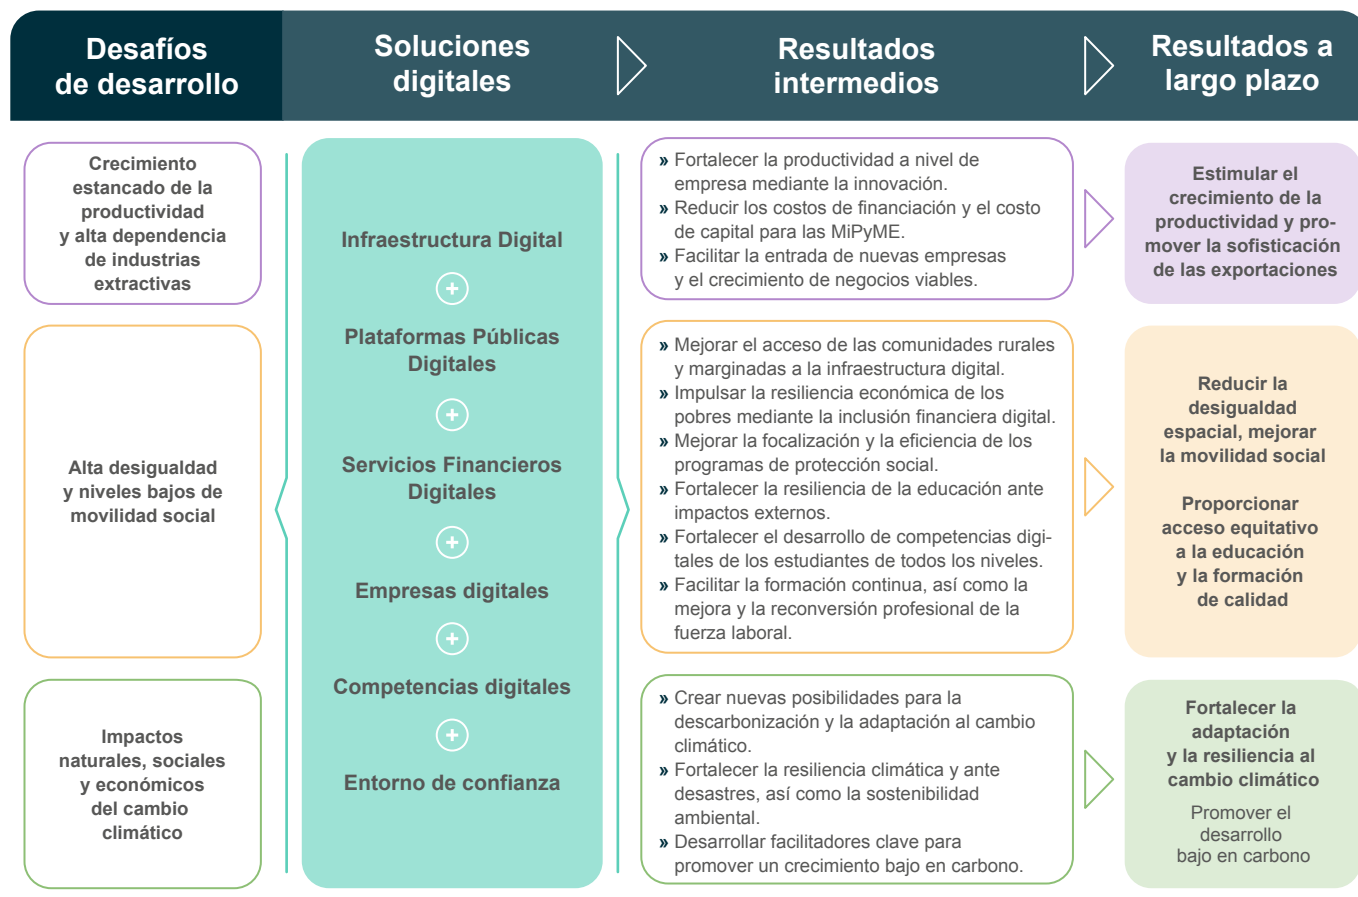 Desafíos
de desarrollo
Soluciones
digitales
Resultados
intermedios
Resultados a
largo plazo
Crecimiento
estancado de la
productividad
y alta dependencia
de industrias
extractivas
Alta desigualdad
y niveles bajos de
movilidad social
Impactos
naturales, sociales
y económicos
del cambio
climático
Infraestructura Digital
+
Plataformas Públicas
Digitales
+
Servicios Financieros
Digitales
+
Empresas digitales
+
Competencias digitales
+
Entorno de confianza
» Fortalecer la productividad a nivel de
empresa mediante la innovación.
» Reducir los costos de financiación y el costo
de capital para las MiPyME.
» Facilitar la entrada de nuevas empresas
y el crecimiento de negocios viables.
» Mejorar el acceso de las comunidades rurales
y marginadas a la infraestructura digital.
» Impulsar la resiliencia económica de los
pobres mediante la inclusión financiera digital.
» Mejorar la focalización y la eficiencia de los
programas de protección social.
» Fortalecer la resiliencia de la educación ante
impactos externos.
» Fortalecer el desarrollo de competencias digi-
tales de los estudiantes de todos los niveles.
» Facilitar la formación continua, así como la
mejora y la reconversión profesional de la
fuerza laboral.
» Crear nuevas posibilidades para la
descarbonización y la adaptación al cambio
climático.
» Fortalecer la resiliencia climática y ante
desastres, así como la sostenibilidad
ambiental.
» Desarrollar facilitadores clave para
promover un crecimiento bajo en carbono.
Estimular el
crecimiento de la
productividad y pro-
mover la sofisticación
de las exportaciones
Reducir la
desigualdad
espacial, mejorar
la movilidad social
Proporcionar
acceso equitativo
a la educación
y la formación
de calidad
Fortalecer la
adaptación
y la resiliencia al
cambio climático
Promover el
desarrollo
bajo en carbono